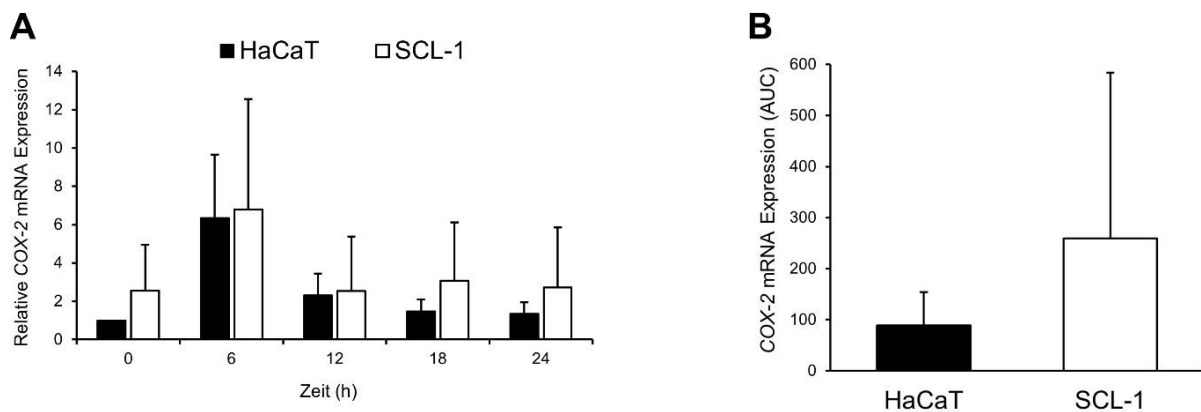 A
HaCaT SCL-1
Relative COX-2 mRNA Expression
14
12
10
8
6
4
2
0
0 6 12 18 24
Zeit (h)
B
COX-2 mRNA Expression (AUC)
600
500
400
300
200
100
0
HaCaT SCL-1